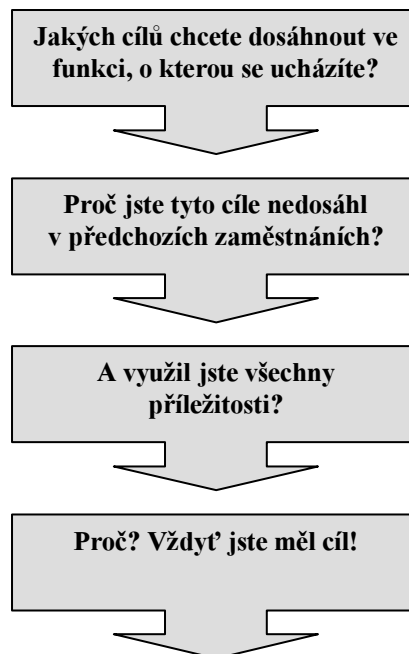 Jakých cílů chcete dosáhnout ve
funkci, o kterou se ucházíte?
Proč jste tyto cíle nedosáhl
v předchozích zaměstnáních?
A využil jste všechny
příležitosti?
Proč? Vždyť jste měl cíl!